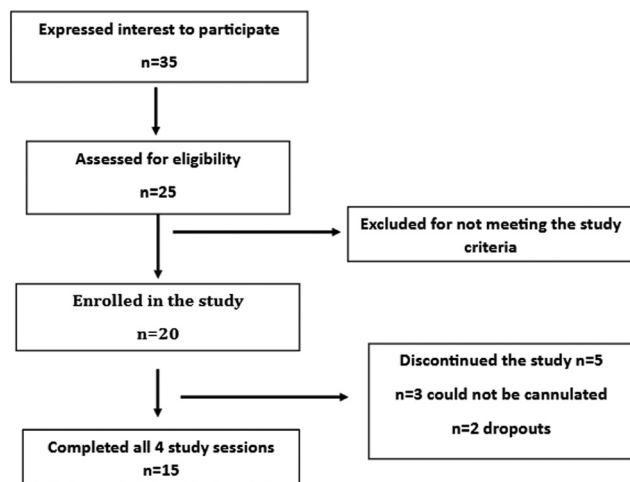 Expressed interest to participate
n=35
Assessed for eligibility
n=25
Excluded for not meeting the study
criteria
Enrolled in the study
n=20
Discontinued the study n=5
n=3 could not be cannulated
n=2 dropouts
Completed all 4 study sessions
n=15